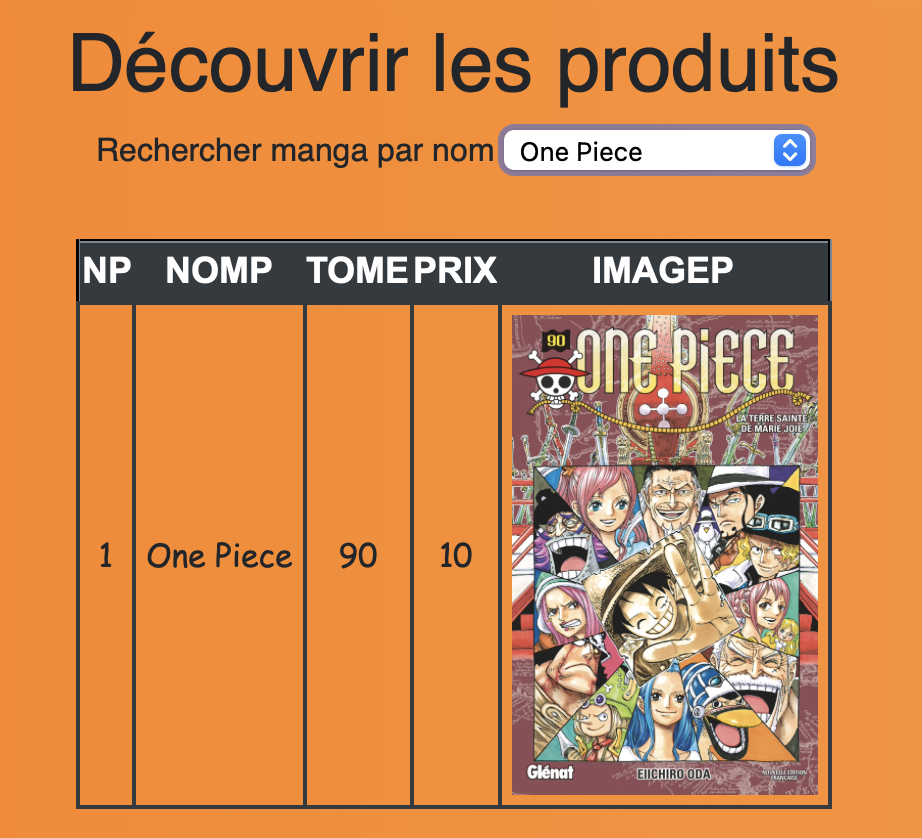 Découvrir les produits
Rechercher manga par nom One Piece
NP NOMP TOME PRIX IMAGEP
1 One Piece 90 10
90
ONE PIECE
LA TERRE SAINTE
DE MARIE JOIE
Glénat
EIICHIRO ODA
NOUVELLE ÉDITION
FRANÇAISE